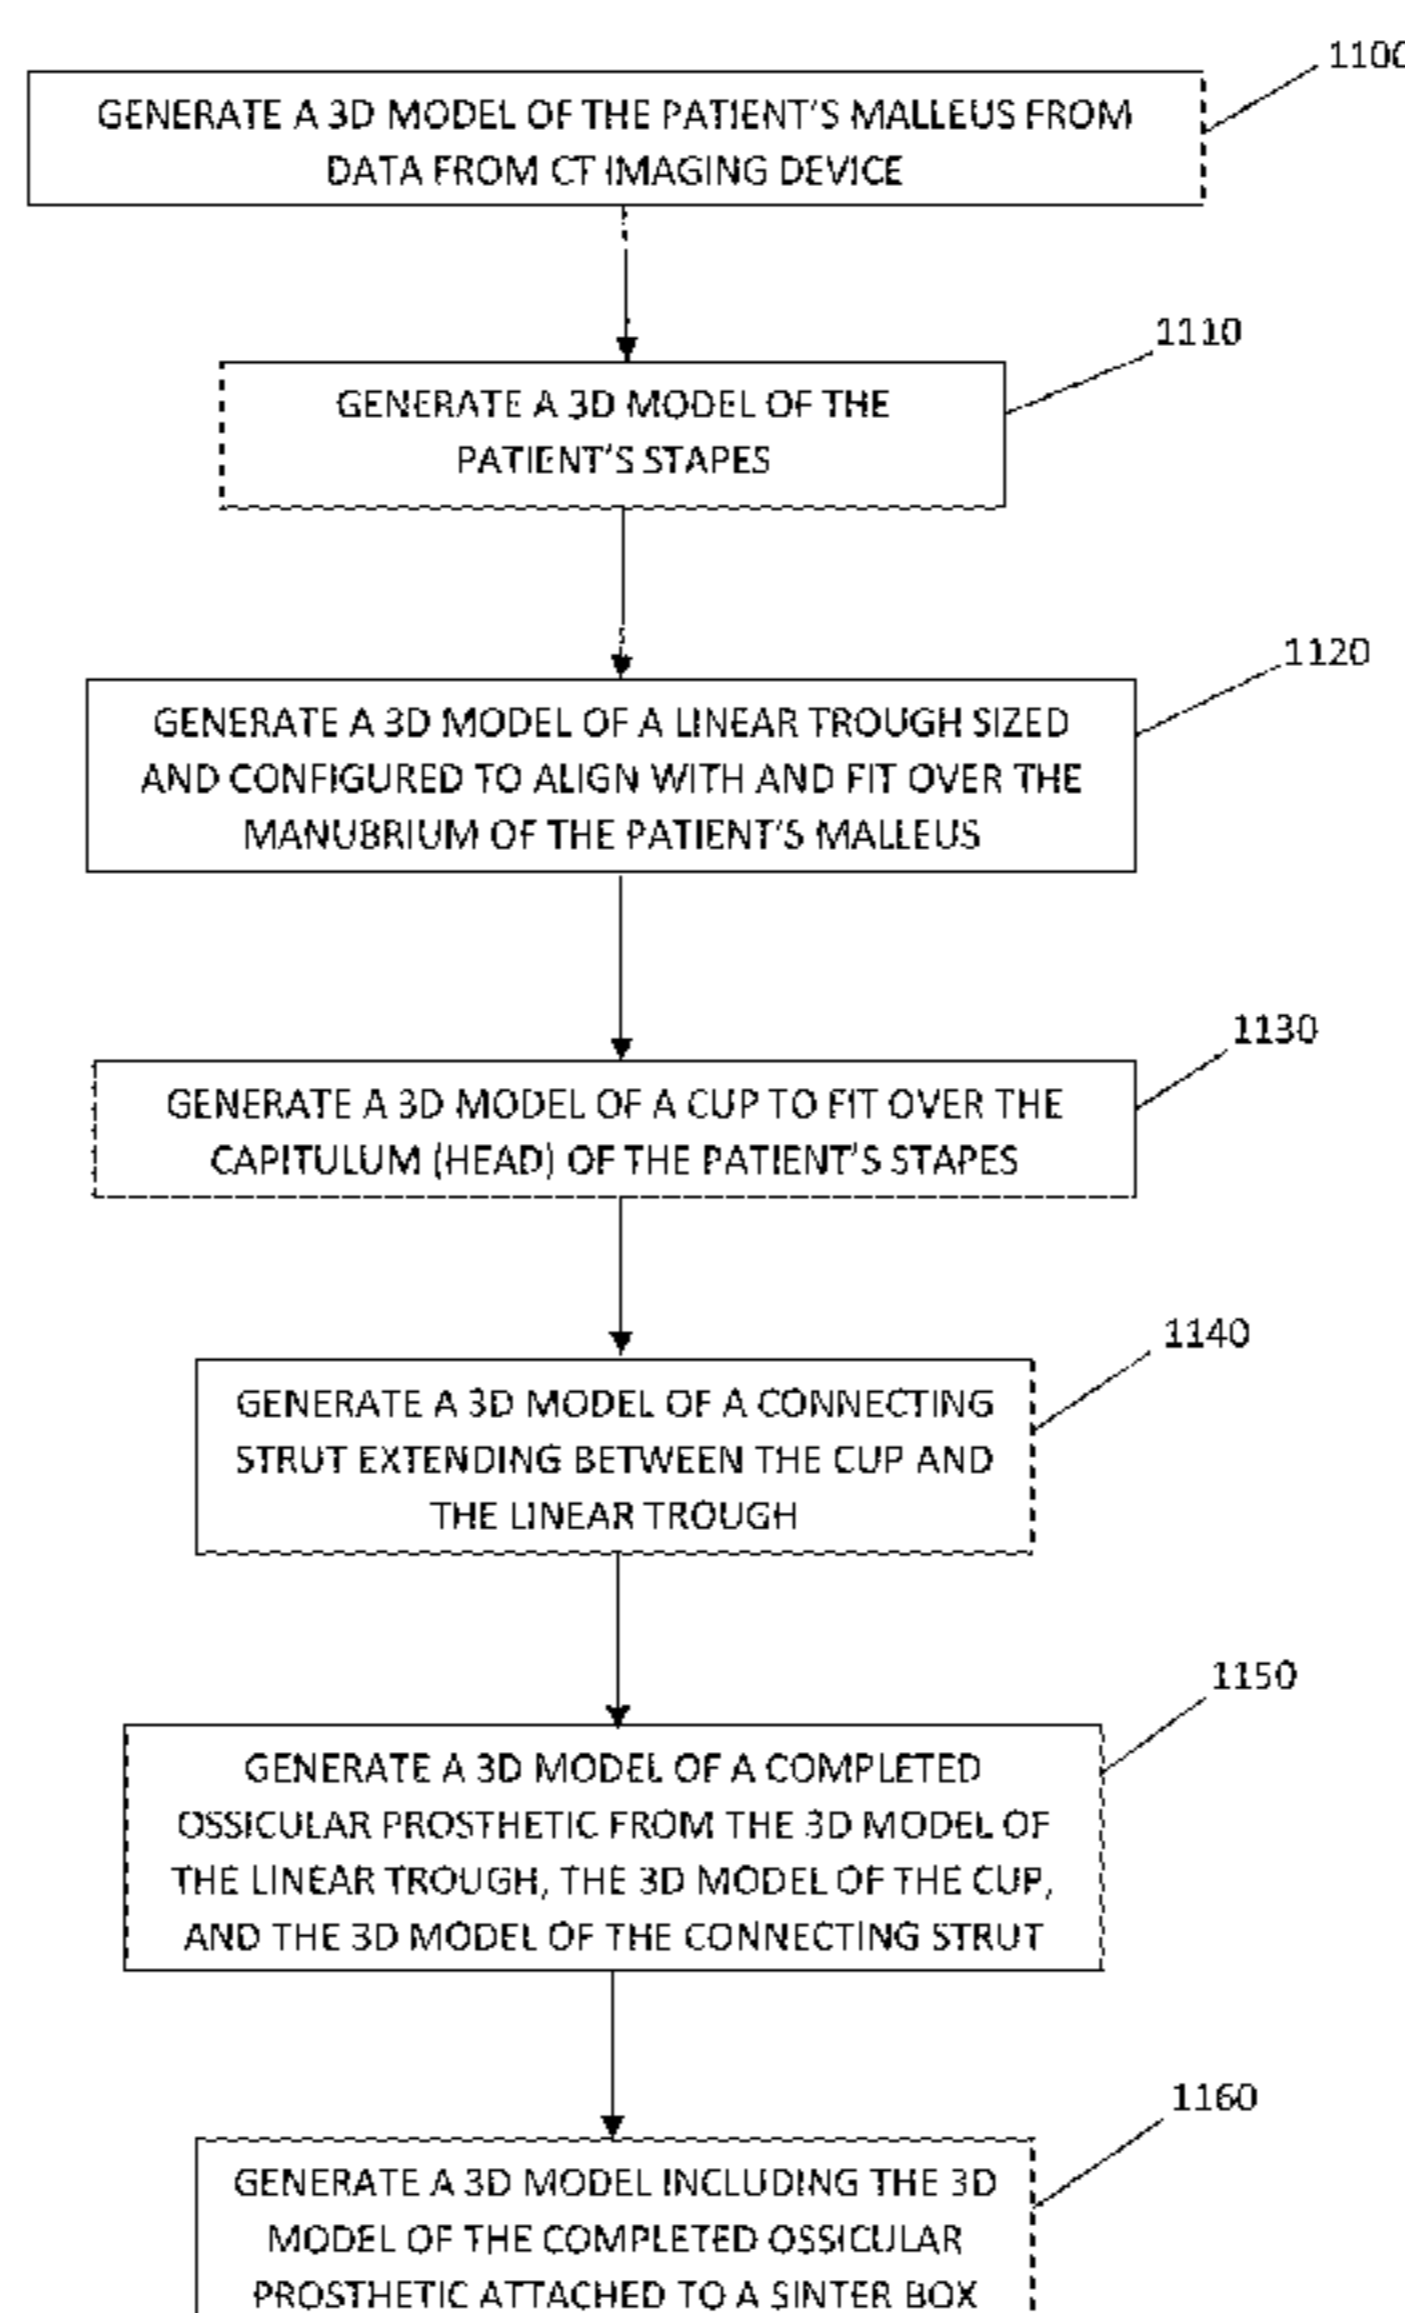 1100
GENERATE A 3D MODEL OF THE PATIENT'S MALLEUS FROM
DATA FROM CT IMAGING DEVICE
1110
GENERATE A 3D MODEL OF THE
PATIENT'S STAPES
1120
GENERATE A 3D MODEL OF A LINEAR TROUGH SIZED
AND CONFIGURED TO ALIGN WITH AND FIT OVER THE
MANUBRIUM OF THE PATIENT'S MALLEUS
1130
GENERATE A 3D MODEL OF A CUP TO FIT OVER THE
CAPITULUM (HEAD) OF THE PATIENT'S STAPES
1140
GENERATE A 3D MODEL OF A CONNECTING
STRUT EXTENDING BETWEEN THE CUP AND
THE LINEAR TROUGH
1150
GENERATE A 3D MODEL OF A COMPLETED
OSSICULAR PROSTHETIC FROM THE 3D MODEL OF
THE LINEAR TROUGH, THE 3D MODEL OF THE CUP,
AND THE 3D MODEL OF THE CONNECTING STRUT
1160
GENERATE A 3D MODEL INCLUDING THE 3D
MODEL OF THE COMPLETED OSSICULAR
PROSTHETIC ATTACHED TO A SINTER BOX